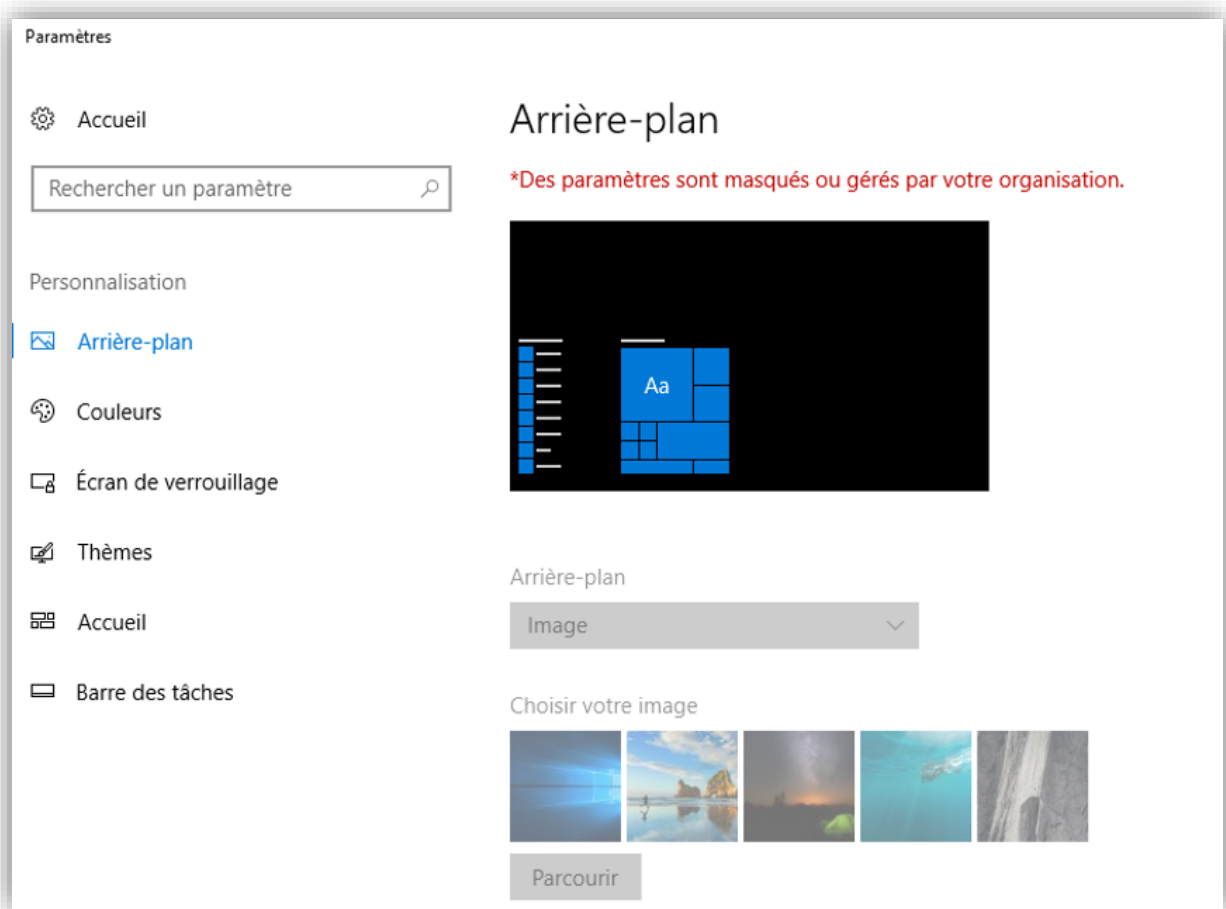 Paramètres
Accueil
Rechercher un paramètre
Personnalisation
Arrière-plan
Couleurs
Écran de verrouillage
Thèmes
Accueil
Barre des tâches
Arrière-plan
*Des paramètres sont masqués ou gérés par votre organisation.
Aa
Arrière-plan
Image
Choisir votre image
Parcourir